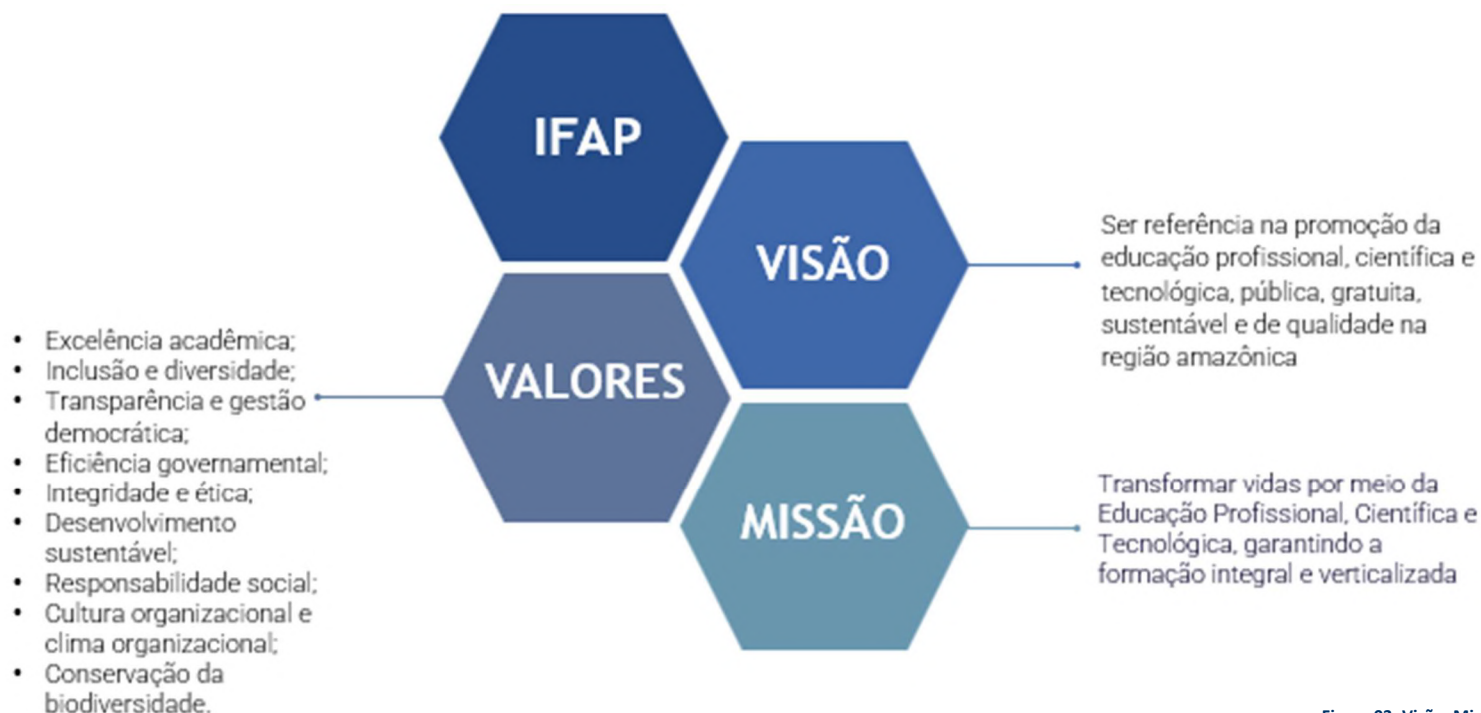 IFAP
VISÃO
Ser referência na promoção da
educação profissional, científica e
tecnológica, pública, gratuita,
sustentável e de qualidade na
região amazônica
VALORES
• Excelência acadêmica;
• Inclusão e diversidade;
• Transparência e gestão
democrática;
• Eficiência governamental;
• Integridade e ética;
• Desenvolvimento
sustentável;
• Responsabilidade social;
• Cultura organizacional e
clima organizacional;
• Conservação da
biodiversidade.
MISSÃO
Transformar vidas por meio da
Educação Profissional, Científica e
Tecnológica, garantindo a
formação integral e verticalizada